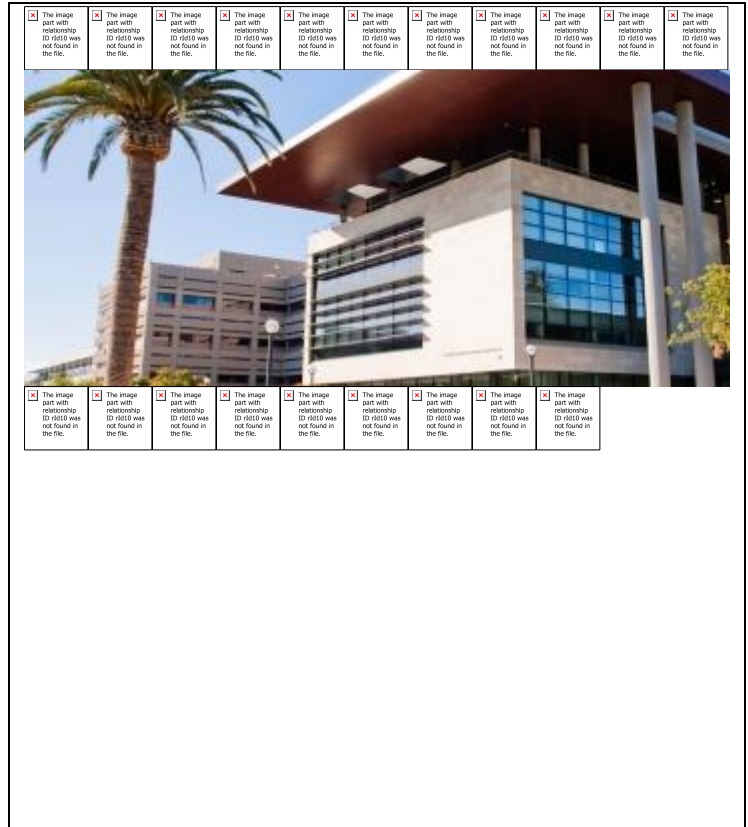 The image
part with
relationship
ID rId10 was
not found in
the file.
The image
part with
relationship
ID rId10 was
not found in
the file.
The image
part with
relationship
ID rId10 was
not found in
the file.
The image
part with
relationship
ID rId10 was
not found in
the file.
The image
part with
relationship
ID rId10 was
not found in
the file.
The image
part with
relationship
ID rId10 was
not found in
the file.
The image
part with
relationship
ID rId10 was
not found in
the file.
The image
part with
relationship
ID rId10 was
not found in
the file.
The image
part with
relationship
ID rId10 was
not found in
the file.
The image
part with
relationship
ID rId10 was
not found in
the file.
The image
part with
relationship
ID rId10 was
not found in
the file.
The image
part with
relationship
ID rId10 was
not found in
the file.
The image
part with
relationship
ID rId10 was
not found in
the file.
The image
part with
relationship
ID rId10 was
not found in
the file.
The image
part with
relationship
ID rId10 was
not found in
the file.
The image
part with
relationship
ID rId10 was
not found in
the file.
The image
part with
relationship
ID rId10 was
not found in
the file.
The image
part with
relationship
ID rId10 was
not found in
the file.
The image
part with
relationship
ID rId10 was
not found in
the file.
The image
part with
relationship
ID rId10 was
not found in
the file.